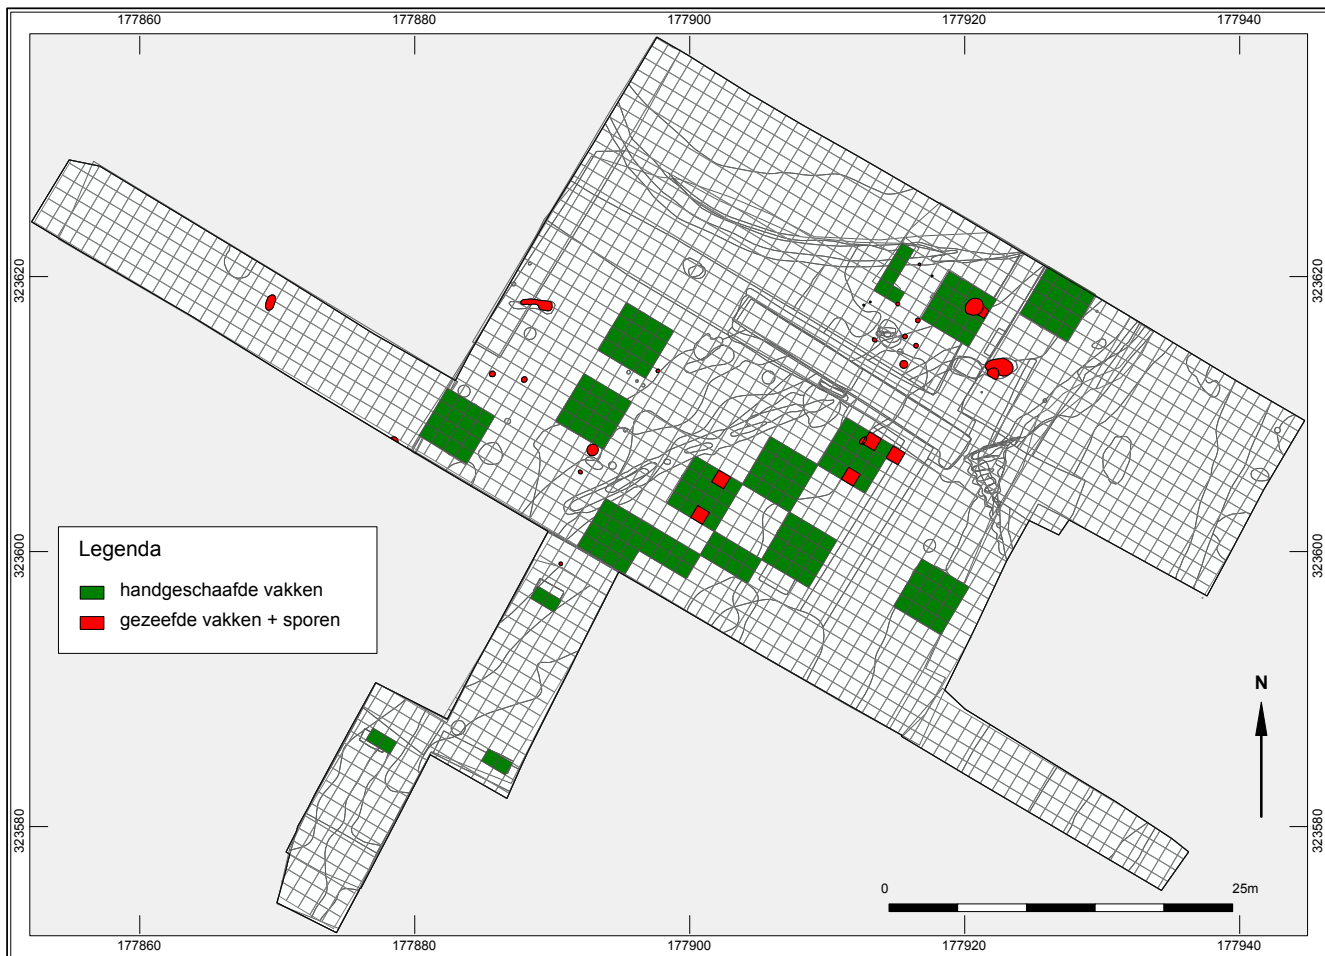 177860 177880 177900 177920 177940
323620 323620
323600 323600
Legenda
handgeschaafde vakken
gezeefde vakken + sporen
N
323580 323580
0 25m
177860 177880 177900 177920 177940